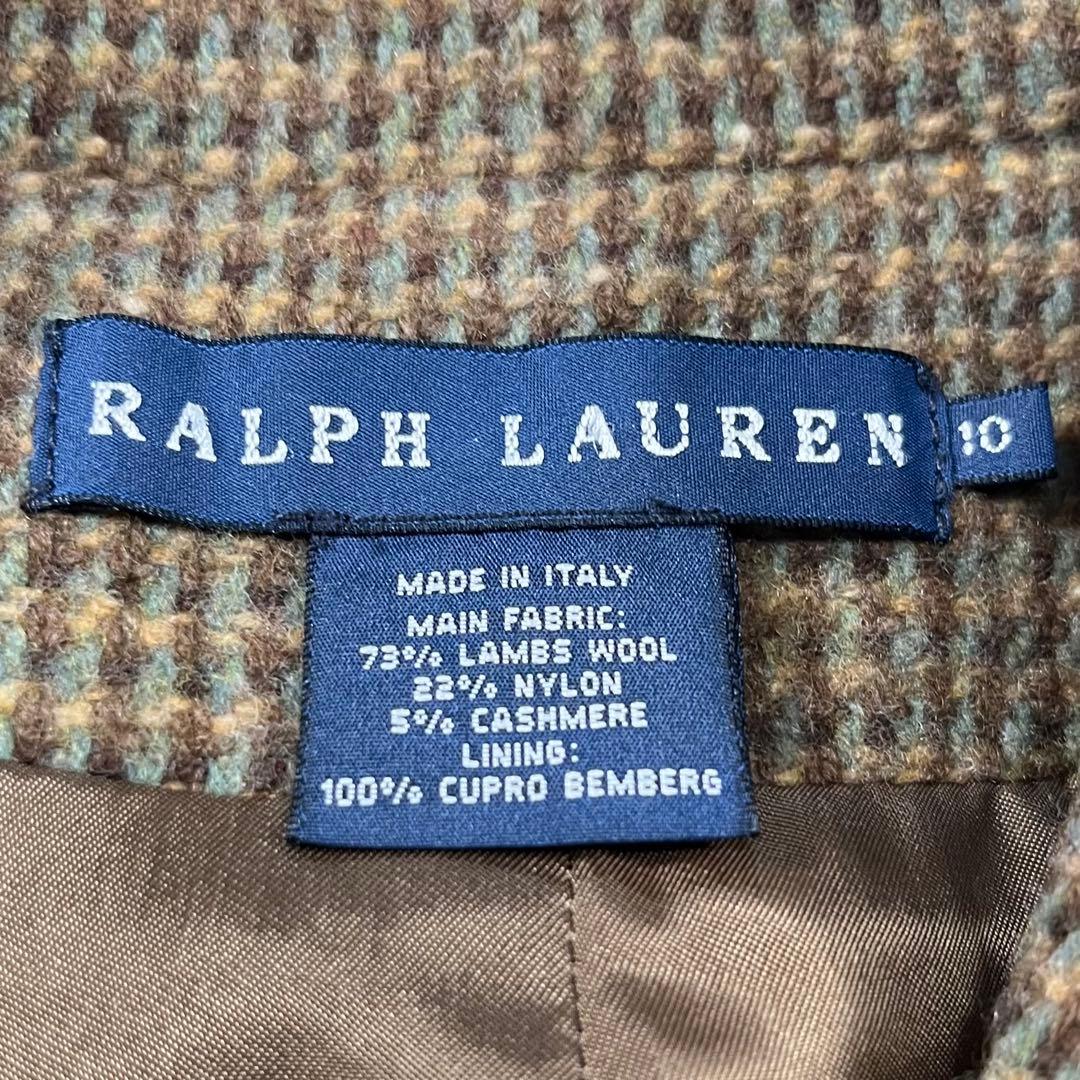 RALPH LAUREN
10
MADE IN ITALY
MAIN FABRIC:
73% LAMBS WOOL
22% NYLON
5% CASHMERE
LINING:
100% CUPRO BEMBERG